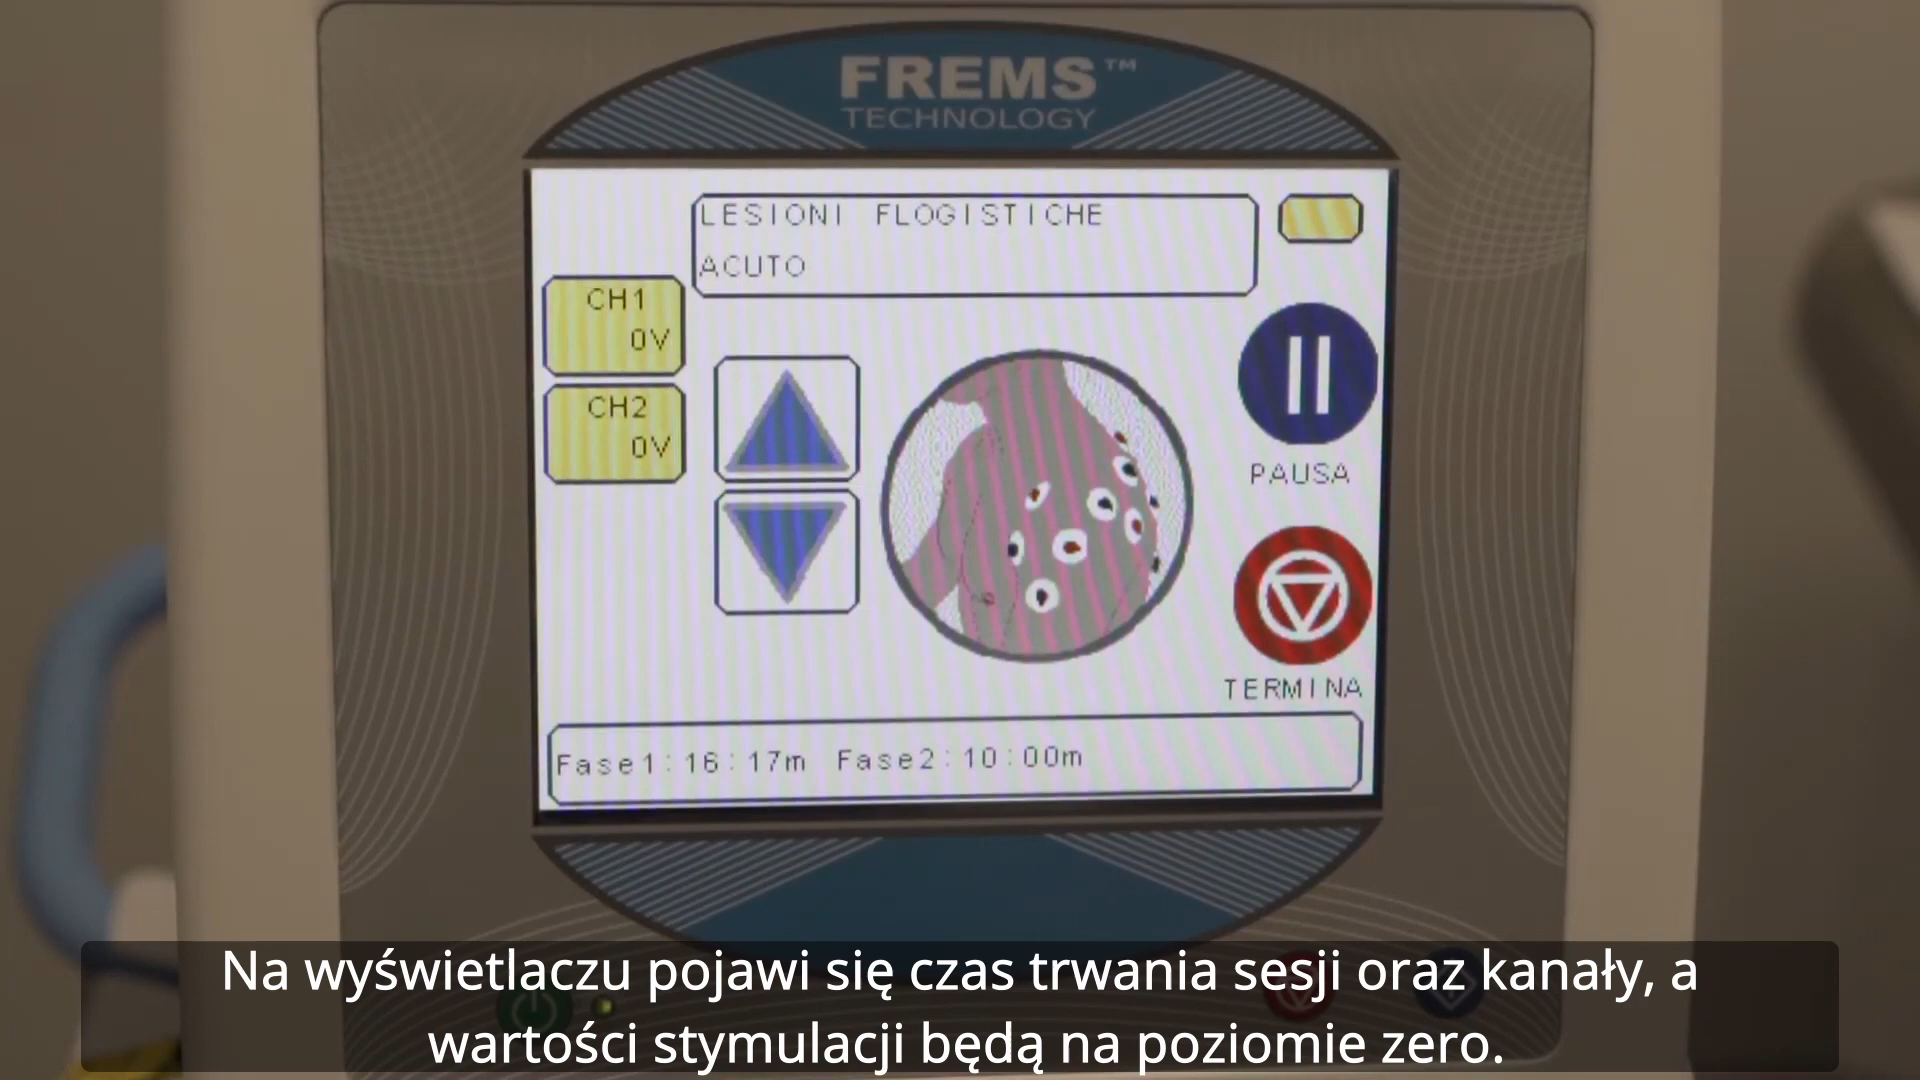 FREMS™
TECHNOLOGY
LESIONI FLOGISTICHE
ACUTO
CH1
0V
CH2
0V
PAUSA
TERMINA
Fase1:16:17m Fase2:10:00m
Na wyświetlaczu pojawi się czas trwania sesji oraz kanały, a
wartości stymulacji będą na poziomie zero.